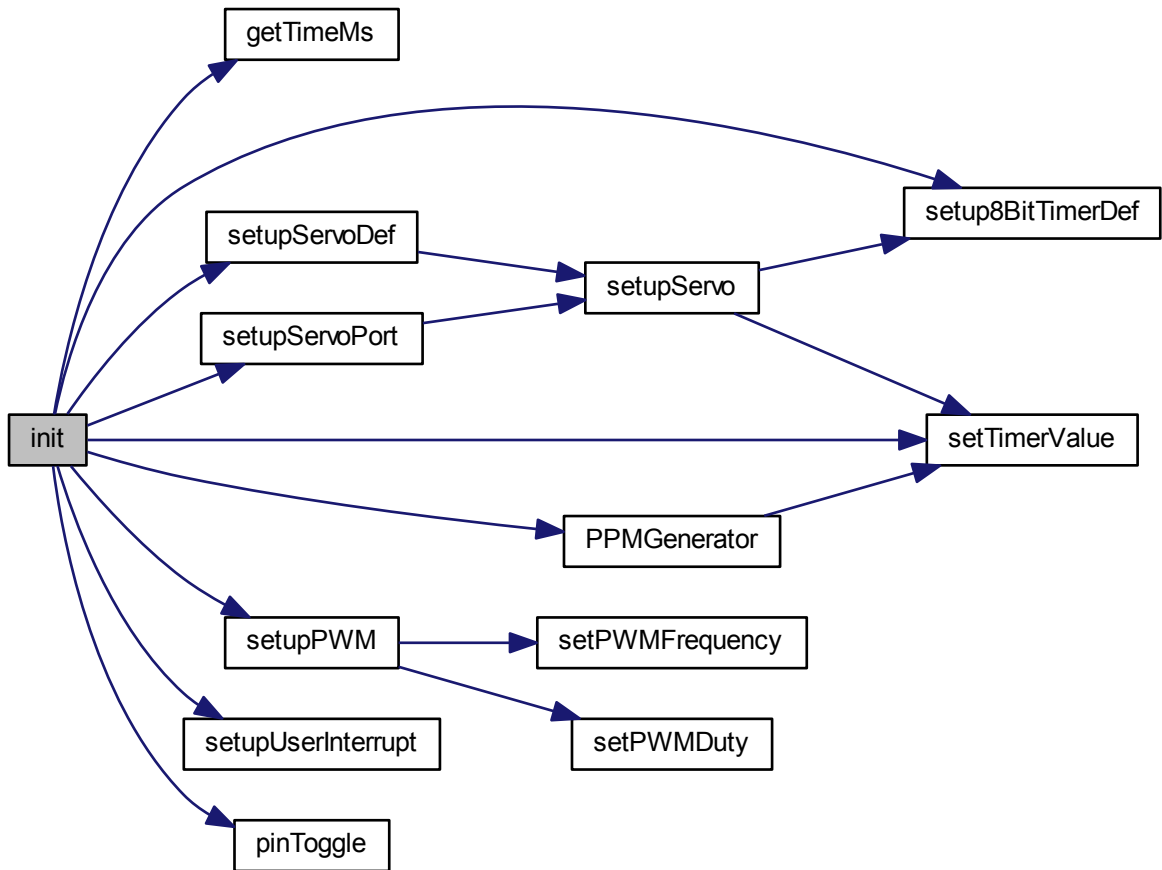 getTimeMs
setup8BitTimerDef
setupServoDef
setupServo
setupServoPort
init
setTimerValue
PPMGenerator
setupPWM
setPWMFrequency
setupUserInterrupt
setPWMDuty
pinToggle